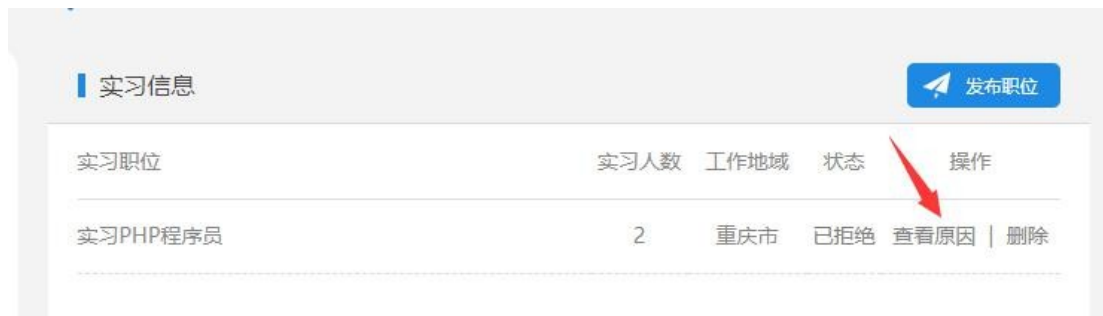 实习信息 发布职位
实习职位 实习人数 工作地域 状态 操作
实习PHP程序员 2 重庆市 已拒绝 查看原因 | 删除